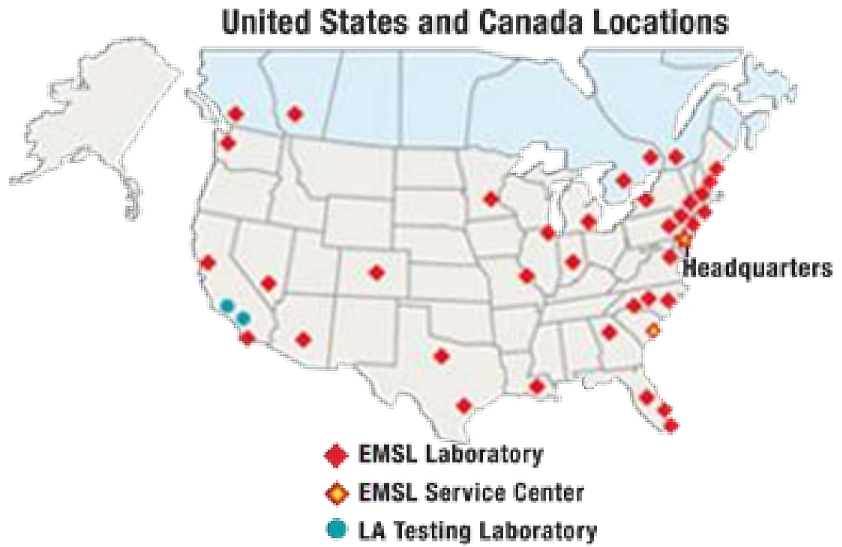 United States and Canada Locations
Headquarters
EMSL Laboratory
EMSL Service Center
LA Testing Laboratory